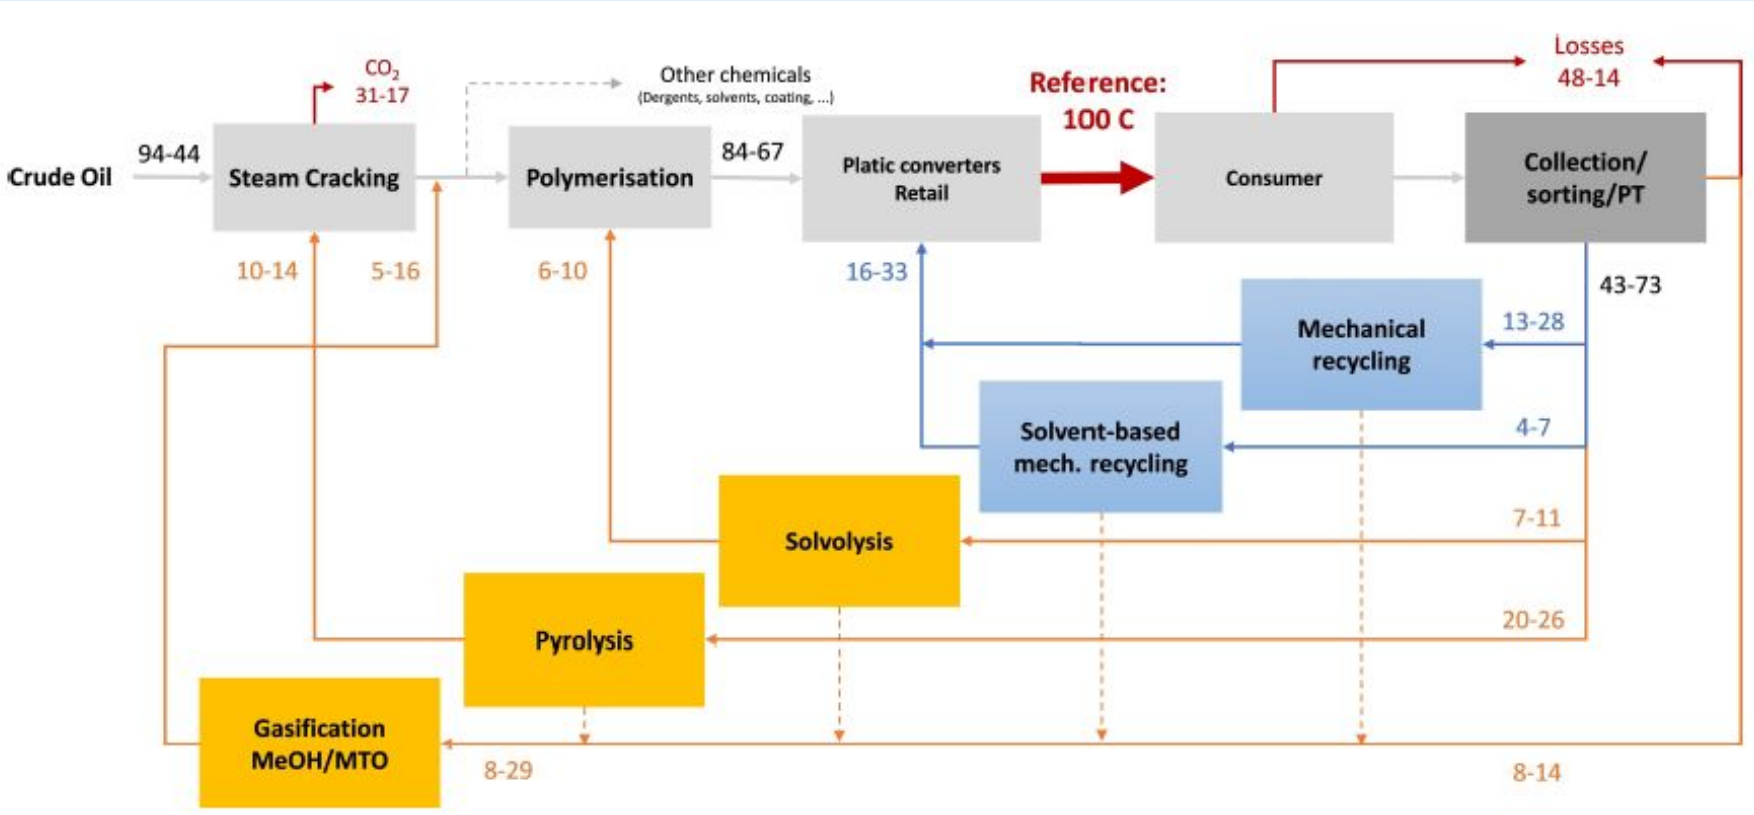 CO2
31-17
Other chemicals
(Dergents, solvents, coating, ...)
Reference:
100 C
Losses
48-14
Crude Oil
94-44
Steam Cracking
Polymerisation
84-67
Platic converters
Retail
Consumer
Collection/
sorting/PT
10-14
5-16
6-10
16-33
43-73
Mechanical
recycling
13-28
Solvent-based
mech. recycling
4-7
Solvolysis
7-11
Pyrolysis
20-26
Gasification
MeOH/MTO
8-29
8-14